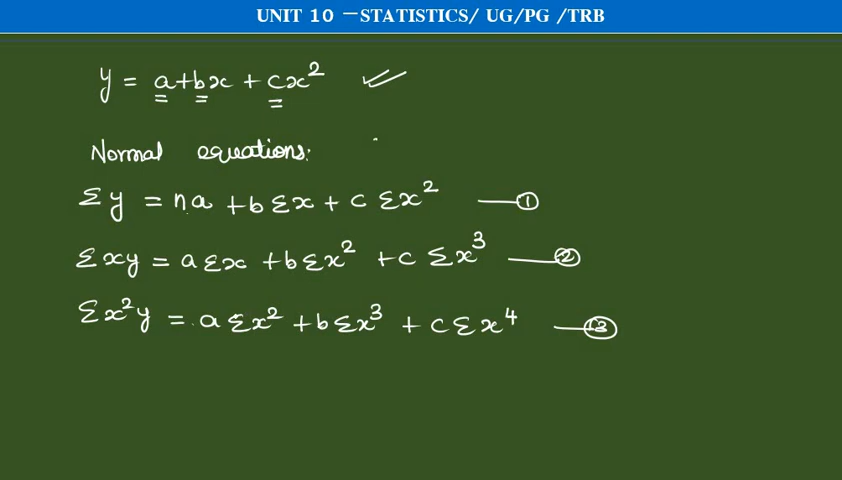 UNIT 10 – STATISTICS/ UG/PG /TRB
y = a+bx + cx²
Normal equations:
Σy = na + bΣx + cΣx² —①
Σxy = aΣx + bΣx² + cΣx³ —②
Σx²y = aΣx² + bΣx³ + cΣx⁴ —③